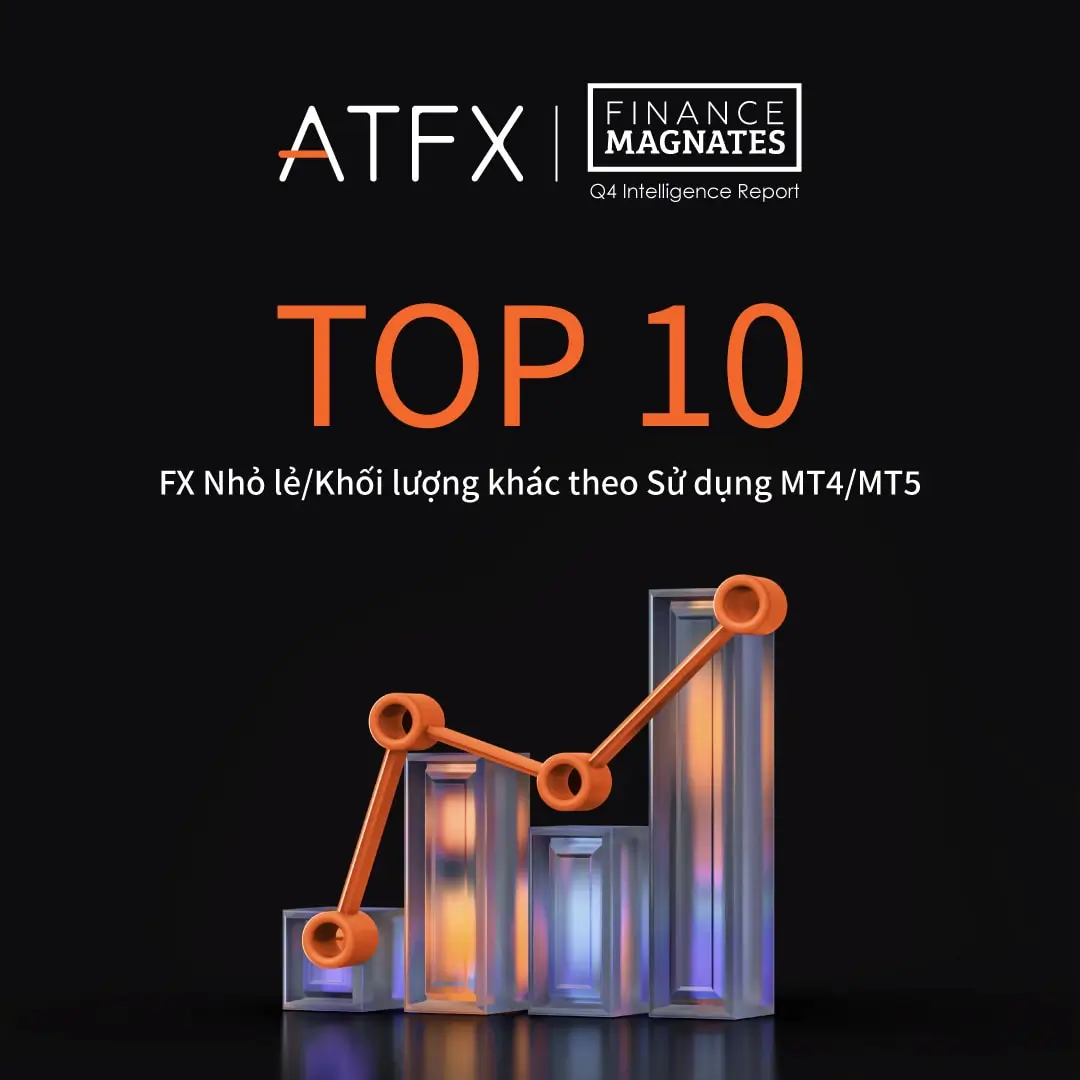 ATFX
FINANCE
MAGNATES
Q4 Intelligence Report
TOP 10
FX Nhỏ lẻ/Khối lượng khác theo Sử dụng MT4/MT5